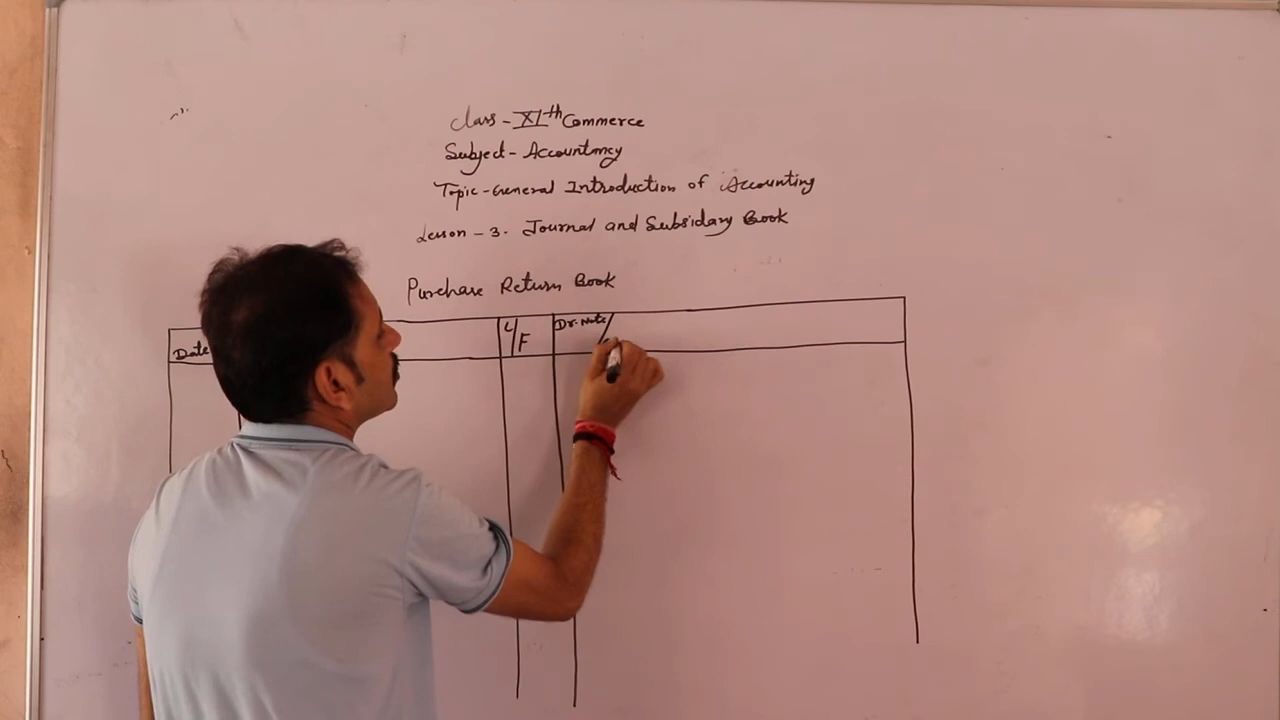 Class - XIth Commerce
Subject - Accountancy
Topic - General Introduction of Accounting
Lesson - 3. Journal and Subsidary Book
Purchase Return Book
Date L/F Dr. Note/